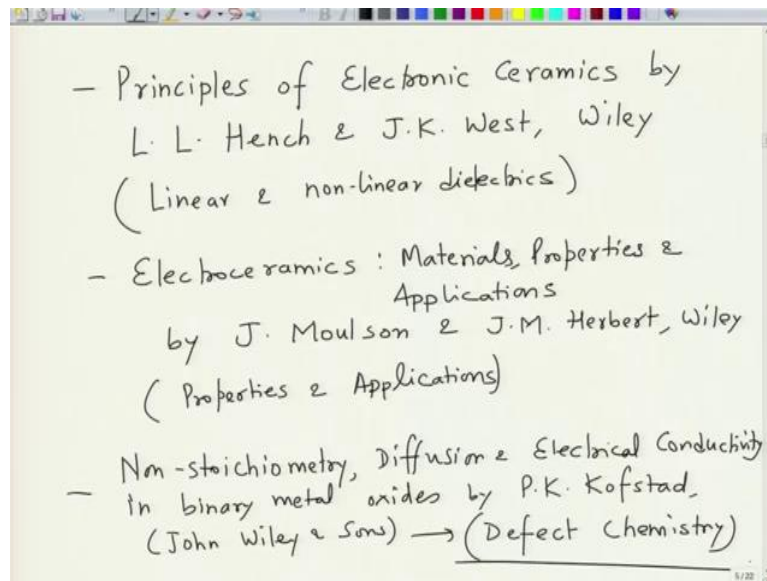 - Principles of Electronic Ceramics by
L. L. Hench & J.K. West, Wiley
(Linear & non-linear dielectrics)
- Electroceramics : Materials, Properties &
Applications
by J. Moulson & J.M. Herbert, Wiley
(Properties & Applications)
Non-stoichiometry, Diffusion & Electrical Conductivity
- in binary metal oxides by P.K. Kofstad,
(John Wiley & Sons) → (Defect Chemistry)
5/22